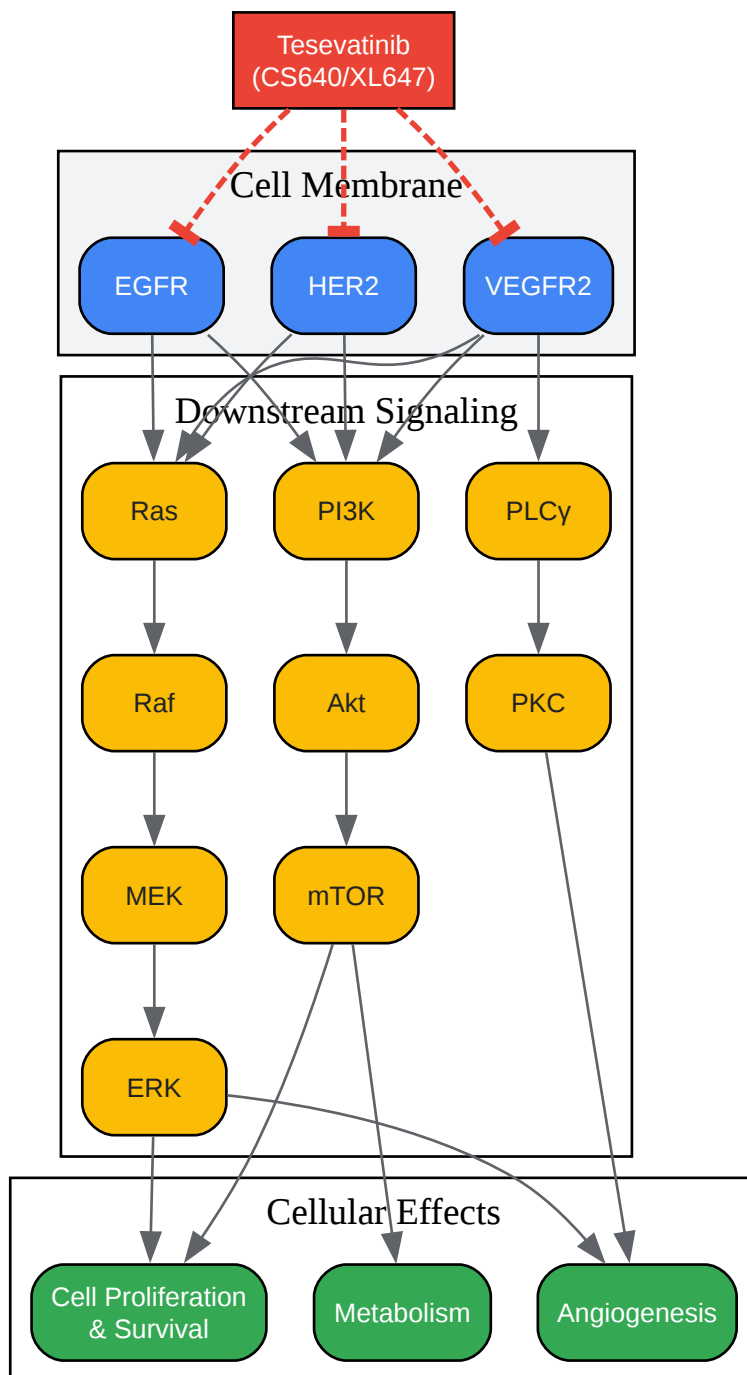 Tesevatinib
(CS640/XL647)
Cell Membrane
EGFR
HER2
VEGFR2
Downstream Signaling
Ras
PI3K
PLCγ
Raf
Akt
PKC
MEK
mTOR
ERK
Cellular Effects
Cell Proliferation
& Survival
Metabolism
Angiogenesis